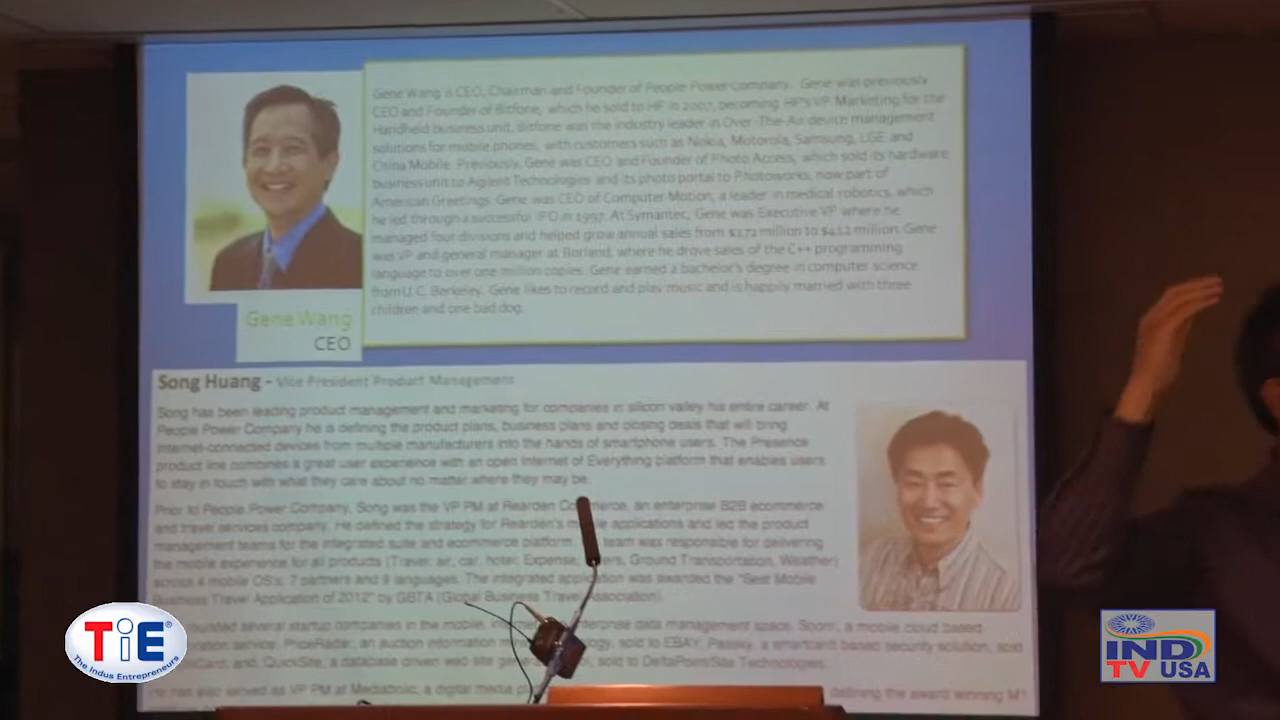 Gene Wang is CEO, Chairman and Founder of People Power Company. Gene was previously
CEO and Founder of Bitfone, which he sold to HP in 2007, becoming HP's VP Marketing for the
Handheld business unit. Bitfone was the industry leader in Over-The-Air device management
solutions for mobile phones, with customers such as Nokia, Motorola, Samsung, LGE and
China Mobile. Previously, Gene was CEO and Founder of Photo Access, which sold its hardware
business unit to Agilent Technologies and its photo portal to Photoworks, now part of
American Greetings. Gene was CEO of Computer Motion, a leader in medical robotics, which
he led through a successful IPO in 1997. At Symantec, Gene was Executive VP where he
managed four divisions and helped grow annual sales from $172 million to $412 million. Gene
was VP and general manager at Borland, where he drove sales of the C++ programming
language to over one million copies. Gene earned a bachelor's degree in computer science
from U.C. Berkeley. Gene likes to record and play music and is happily married with three
children and one bad dog.
Gene Wang
CEO
Song Huang - Vice President Product Management
Song has been leading product management and marketing for companies in silicon valley his entire career. At
People Power Company he is defining the product plans, business plans and closing deals that will bring
internet-connected devices from multiple manufacturers into the hands of smartphone users. The Presence
product line combines a great user experience with an open Internet of Everything platform that enables users
to stay in touch with what they care about no matter where they may be.
Prior to People Power Company, Song was the VP PM at Rearden Commerce, an enterprise B2B ecommerce
and travel services company. He defined the strategy for Rearden's applications and led the product
management teams for the integrated suite and ecommerce platform. team was responsible for delivering
the mobile experience for all products (Travel: air, car, hotel, Expense, Ground Transportation, Weather)
across 4 mobile OS's, 7 partners and 9 languages. The integrated application was awarded the "Best Mobile
Business Travel Application of 2012" by GBTA (Global Business Travel Association).
several startup companies in data management space. a mobile cloud based
service, PriceRadar, an sold to EBAY, Passkey, a smartcard based security solution, sold
and, QuickSite, a database driven web site sold to DeltaPoint Site Technologies.
He has also served as VP PM at Mediabolic, a digital media defining the award winning
TiE®
The Indus Entrepreneurs
IND
TV USA